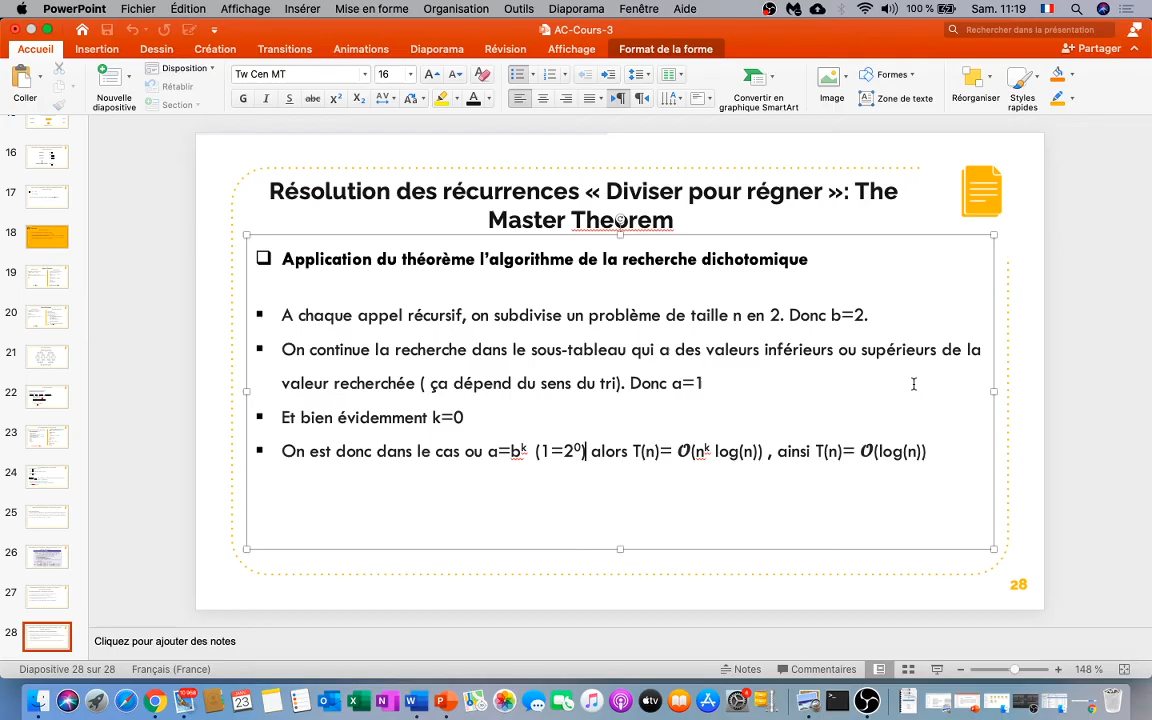 PowerPoint Fichier Édition Affichage Insérer Mise en forme Organisation Outils Diaporama Fenêtre Aide 100 % Sam. 11:19
AC-Cours-3
Rechercher dans la présentation
Accueil Insertion Dessin Création Transitions Animations Diaporama Révision Affichage Format de la forme Partager
Coller
Nouvelle diapositive
Disposition
Rétablir
Section
Tw Cen MT 16
Convertir en graphique SmartArt
Image
Formes
Zone de texte
Réorganiser
Styles rapides
16
17
18
19
20
21
22
23
24
25
26
27
28
Résolution des récurrences « Diviser pour régner »: The
Master Theorem
Application du théorème l’algorithme de la recherche dichotomique
▪ A chaque appel récursif, on subdivise un problème de taille n en 2. Donc b=2.
▪ On continue la recherche dans le sous-tableau qui a des valeurs inférieurs ou supérieurs de la
valeur recherchée ( ça dépend du sens du tri). Donc a=1
▪ Et bien évidemment k=0
▪ On est donc dans le cas ou a=bᵏ (1=2⁰) alors T(n)= O(nᵏ log(n)) , ainsi T(n)= O(log(n))
28
Cliquez pour ajouter des notes
Diapositive 28 sur 28 Français (France) Notes Commentaires 148 %